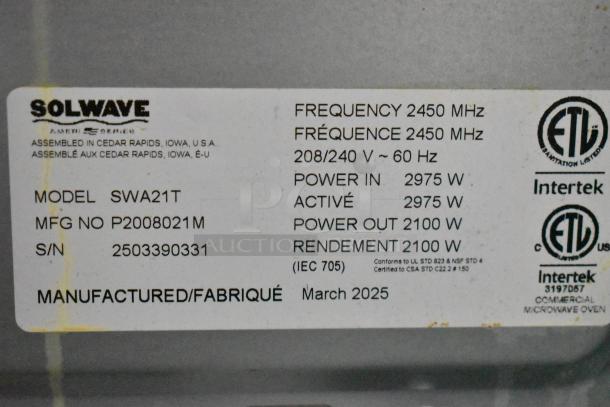 SOLWAVE
AMERI SERIES
ASSEMBLED IN CEDAR RAPIDS, IOWA, U.S.A.
ASSEMBLÉ AUX CEDAR RAPIDS, IOWA, É-U
MODEL SWA21T
MFG NO P2008021M
S/N 2503390331
MANUFACTURED/FABRIQUÉ March 2025
FREQUENCY 2450 MHz
FRÉQUENCE 2450 MHz
208/240 V ~ 60 Hz
POWER IN 2975 W
ACTIVÉ 2975 W
POWER OUT 2100 W
RENDEMENT 2100 W
(IEC 705)
Conforms to UL STD 923 & NSF STD 4
Certified to CSA STD C22.2 # 150
ETL
SANITATION LISTED
Intertek
C ETL US
Intertek
3197057
COMMERCIAL
MICROWAVE OVEN